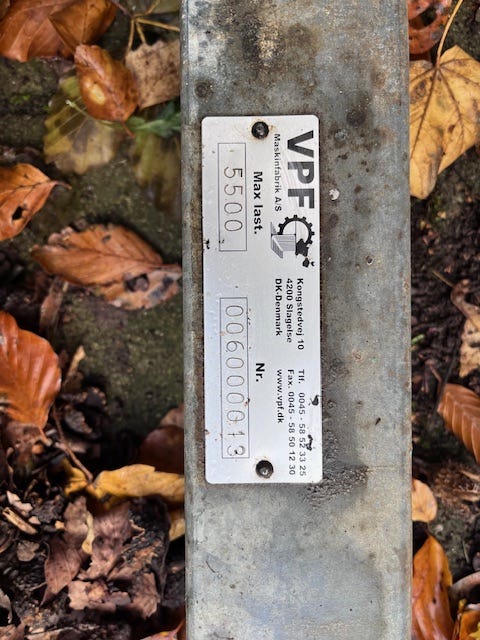 VPF
Maskinfabrik A/S
Kongstedvej 10
4200 Slagelse
DK-Denmark
Tlf. 0045 - 58 52 33 25
Fax. 0045 - 58 50 12 30
www.vpf.dk
Max last. Nr.
5500 006000013